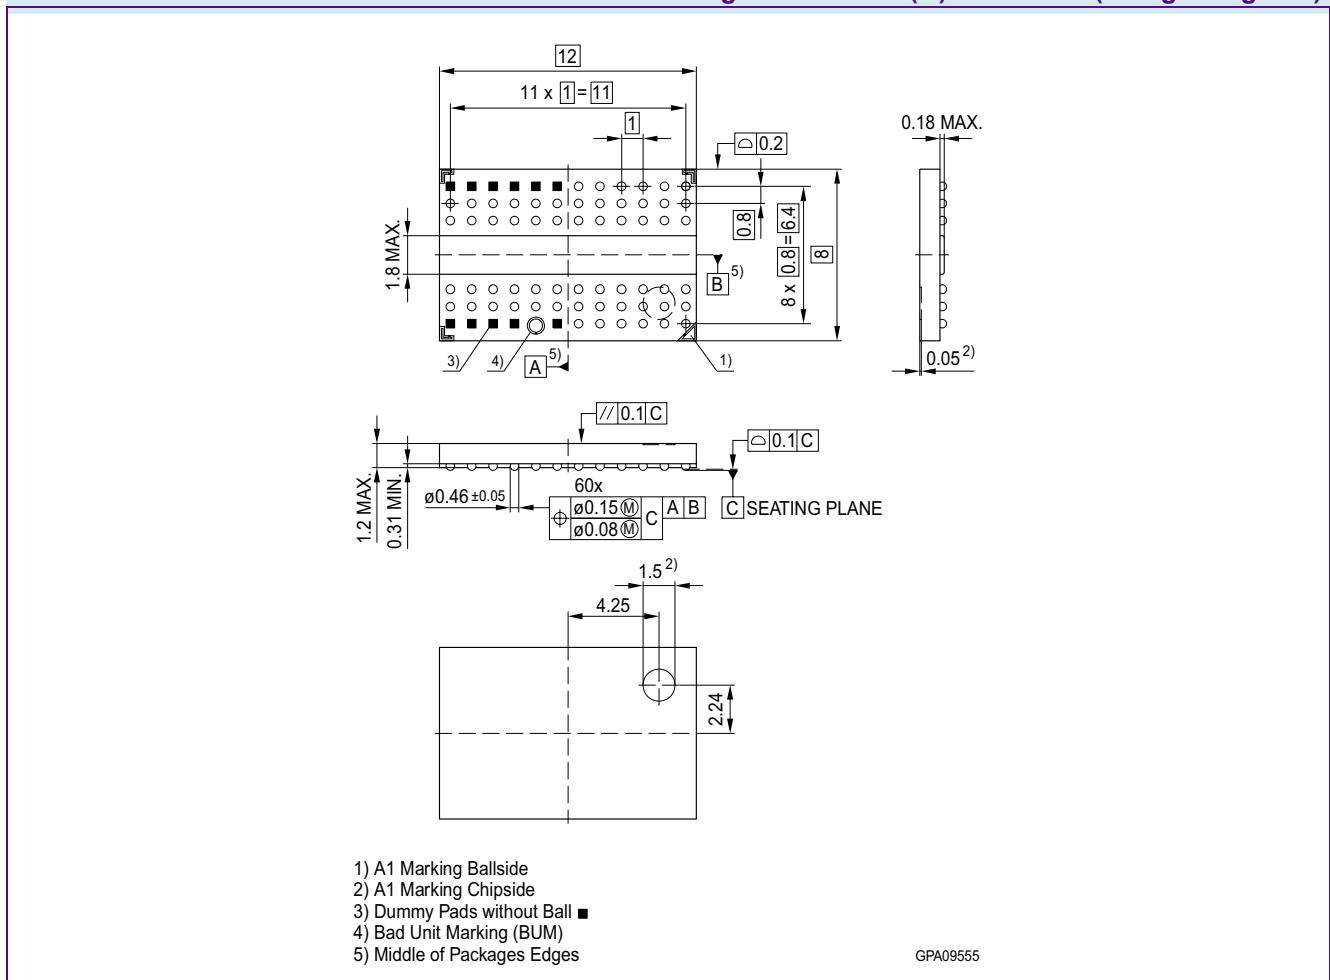 12
11 x 1 = 11
1
0.2
0.18 MAX.
1.8 MAX.
0.8
8 x 0.8 = 6.4
8
B 5)
3)
4)
A 5)
1)
0.05 2)
// 0.1 C
0.1 C
1.2 MAX.
0.31 MIN.
ø0.46 ±0.05
60x
ø0.15 Ⓜ C A B
ø0.08 Ⓜ
C SEATING PLANE
1.5 2)
4.25
2.24
1) A1 Marking Ballside
2) A1 Marking Chipside
3) Dummy Pads without Ball ■
4) Bad Unit Marking (BUM)
5) Middle of Packages Edges
GPA09555